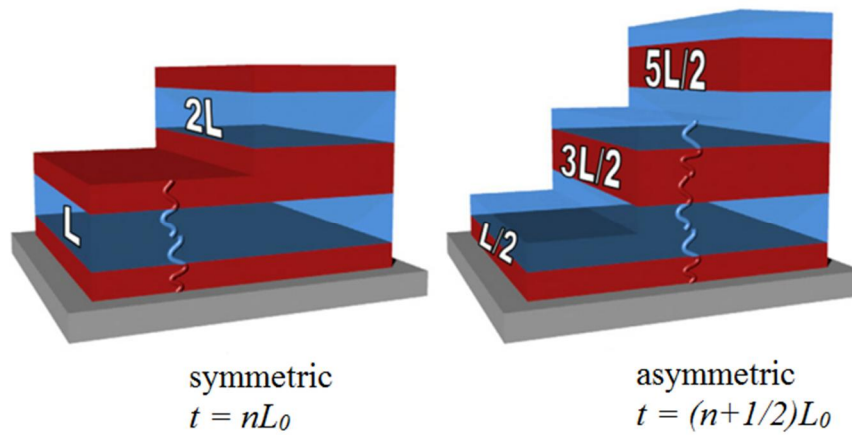 2L
L
symmetric
t = nL₀
5L/2
3L/2
L/2
asymmetric
t = (n+1/2)L₀